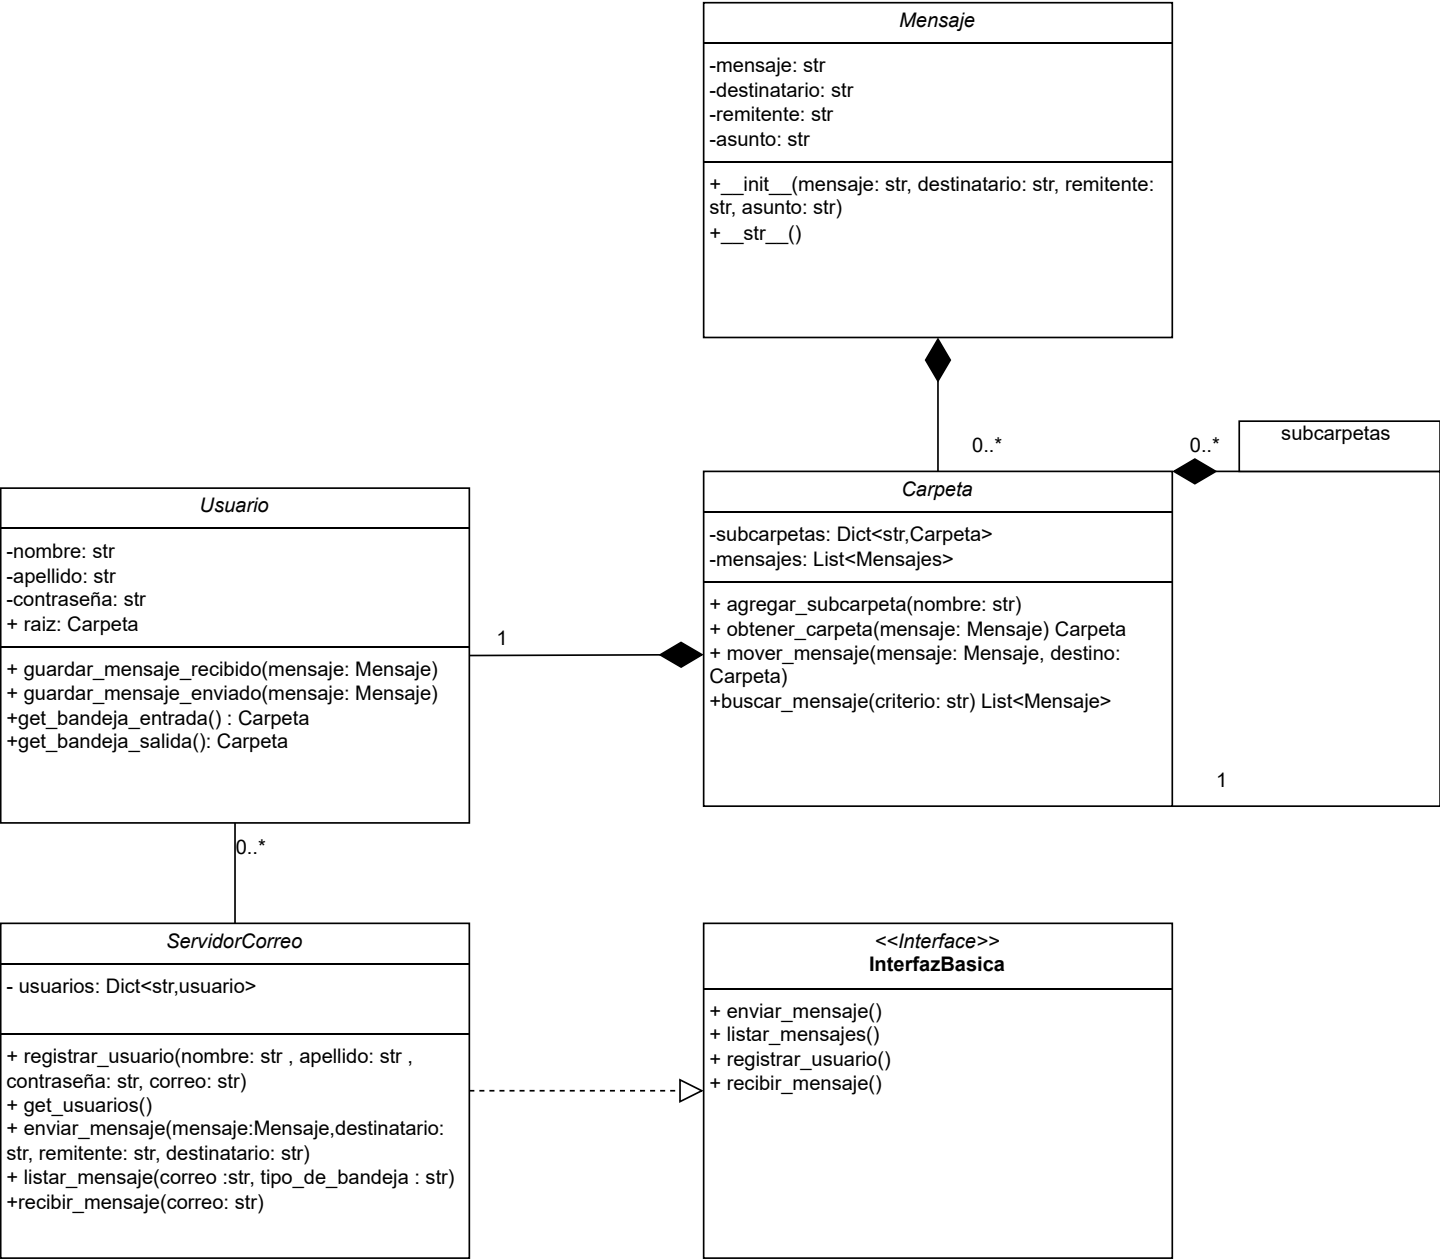 Mensaje
-mensaje: str
-destinatario: str
-remitente: str
-asunto: str
+__init__(mensaje: str, destinatario: str, remitente:
str, asunto: str)
+__str__()
0..*
0..*
subcarpetas
Carpeta
-subcarpetas: Dict<str,Carpeta>
-mensajes: List<Mensajes>
+ agregar_subcarpeta(nombre: str)
+ obtener_carpeta(mensaje: Mensaje) Carpeta
+ mover_mensaje(mensaje: Mensaje, destino:
Carpeta)
+buscar_mensaje(criterio: str) List<Mensaje>
1
Usuario
-nombre: str
-apellido: str
-contraseña: str
+ raiz: Carpeta
+ guardar_mensaje_recibido(mensaje: Mensaje)
+ guardar_mensaje_enviado(mensaje: Mensaje)
+get_bandeja_entrada() : Carpeta
+get_bandeja_salida(): Carpeta
1
0..*
ServidorCorreo
- usuarios: Dict<str,usuario>
+ registrar_usuario(nombre: str , apellido: str ,
contraseña: str, correo: str)
+ get_usuarios()
+ enviar_mensaje(mensaje:Mensaje,destinatario:
str, remitente: str, destinatario: str)
+ listar_mensaje(correo :str, tipo_de_bandeja : str)
+recibir_mensaje(correo: str)
<<Interface>>
InterfazBasica
+ enviar_mensaje()
+ listar_mensajes()
+ registrar_usuario()
+ recibir_mensaje()